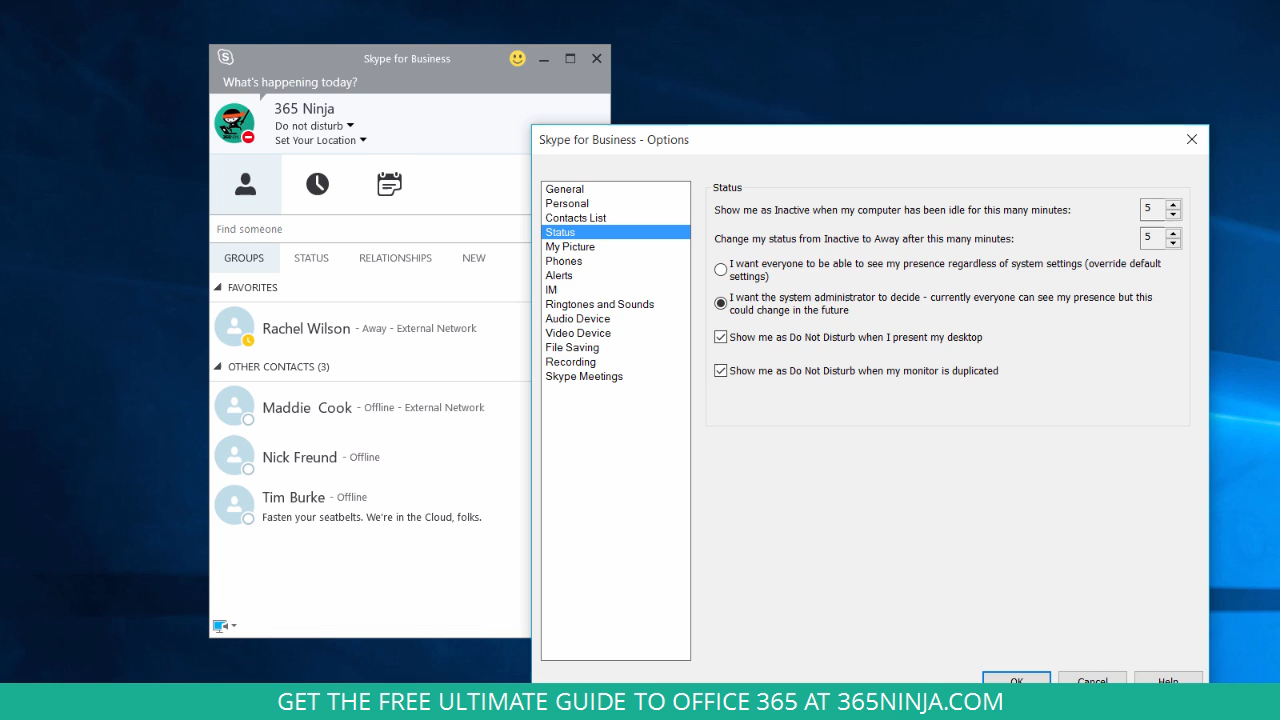 Skype for Business
What's happening today?
365 Ninja
Do not disturb
Set Your Location
Find someone
GROUPS STATUS RELATIONSHIPS NEW
FAVORITES
Rachel Wilson - Away - External Network
OTHER CONTACTS (3)
Maddie Cook - Offline - External Network
Nick Freund - Offline
Tim Burke - Offline
Fasten your seatbelts. We're in the Cloud, folks.
Skype for Business - Options
General
Personal
Contacts List
Status
My Picture
Phones
Alerts
IM
Ringtones and Sounds
Audio Device
Video Device
File Saving
Recording
Skype Meetings
Status
Show me as Inactive when my computer has been idle for this many minutes: 5
Change my status from Inactive to Away after this many minutes: 5
I want everyone to be able to see my presence regardless of system settings (override default
settings)
I want the system administrator to decide - currently everyone can see my presence but this
could change in the future
Show me as Do Not Disturb when I present my desktop
Show me as Do Not Disturb when my monitor is duplicated
OK Cancel Help
GET THE FREE ULTIMATE GUIDE TO OFFICE 365 AT 365NINJA.COM